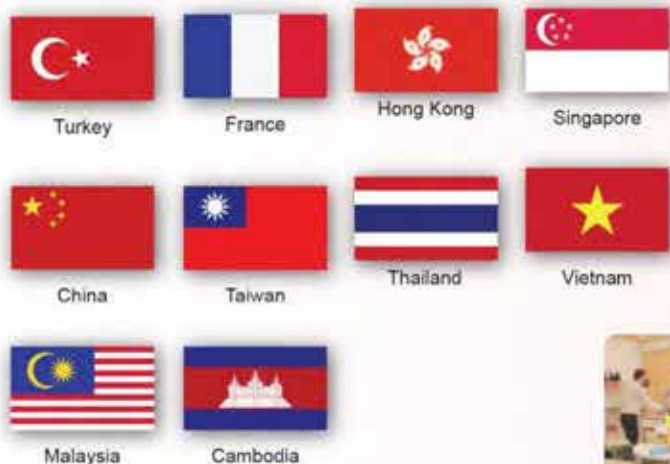 Turkey
France
Hong Kong
Singapore
China
Taiwan
Thailand
Vietnam
Malaysia
Cambodia